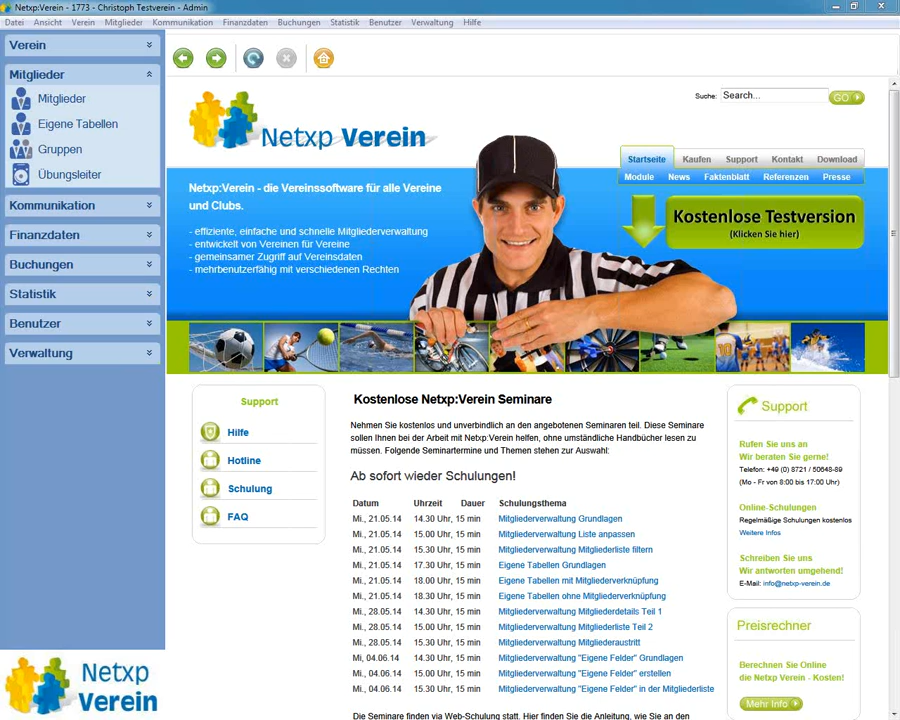 Netxp:Verein - 1773 - Christoph Testverein - Admin
Datei Ansicht Verein Mitglieder Kommunikation Finanzdaten Buchungen Statistik Benutzer Verwaltung Hilfe
Verein
Mitglieder
Mitglieder
Eigene Tabellen
Gruppen
Übungsleiter
Kommunikation
Finanzdaten
Buchungen
Statistik
Benutzer
Verwaltung
Netxp
Verein
Netxp Verein
Suche: Search... GO
Startseite Kaufen Support Kontakt Download
Module News Faktenblatt Referenzen Presse
Netxp:Verein - die Vereinssoftware für alle Vereine
und Clubs.
- effiziente, einfache und schnelle Mitgliederverwaltung
- entwickelt von Vereinen für Vereine
- gemeinsamer Zugriff auf Vereinsdaten
- mehrbenutzerfähig mit verschiedenen Rechten
Kostenlose Testversion
(Klicken Sie hier)
Support
Hilfe
Hotline
Schulung
FAQ
Kostenlose Netxp:Verein Seminare
Nehmen Sie kostenlos und unverbindlich an den angebotenen Seminaren teil. Diese Seminare
sollen Ihnen bei der Arbeit mit Netxp:Verein helfen, ohne umständliche Handbücher lesen zu
müssen. Folgende Seminartermine und Themen stehen zur Auswahl:
Ab sofort wieder Schulungen!
Datum Uhrzeit Dauer Schulungsthema
Mi., 21.05.14 14.30 Uhr, 15 min Mitgliederverwaltung Grundlagen
Mi., 21.05.14 15.00 Uhr, 15 min Mitgliederverwaltung Liste anpassen
Mi., 21.05.14 15.30 Uhr, 15 min Mitgliederverwaltung Mitgliederliste filtern
Mi., 21.05.14 17.30 Uhr, 15 min Eigene Tabellen Grundlagen
Mi., 21.05.14 18.00 Uhr, 15 min Eigene Tabellen mit Mitgliederverknüpfung
Mi., 21.05.14 18.30 Uhr, 15 min Eigene Tabellen ohne Mitgliederverknüpfung
Mi., 28.05.14 14.30 Uhr, 15 min Mitgliederverwaltung Mitgliederdetails Teil 1
Mi., 28.05.14 15.00 Uhr, 15 min Mitgliederverwaltung Mitgliederliste Teil 2
Mi., 28.05.14 15.30 Uhr, 15 min Mitgliederverwaltung Mitgliederaustritt
Mi, 04.06.14 14.30 Uhr, 15 min Mitgliederverwaltung "Eigene Felder" Grundlagen
Mi., 04.06.14 15.00 Uhr, 15 min Mitgliederverwaltung "Eigene Felder" erstellen
Mi., 04.06.14 15.30 Uhr, 15 min Mitgliederverwaltung "Eigene Felder" in der Mitgliederliste
Die Seminare finden via Web-Schulung statt. Hier finden Sie die Anleitung, wie Sie an den
Support
Rufen Sie uns an
Wir beraten Sie gerne!
Telefon: +49 (0) 8721 / 50648-89
(Mo - Fr von 8:00 bis 17:00 Uhr)
Online-Schulungen
Regelmäßige Schulungen kostenlos
Weitere Infos
Schreiben Sie uns
Wir antworten umgehend!
E-Mail: info@netxp-verein.de
Preisrechner
Berechnen Sie Online
die Netxp Verein - Kosten!
Mehr Info